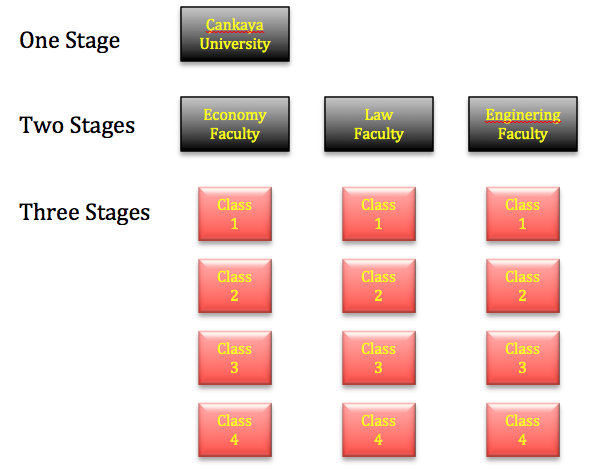 One Stage
Çankaya
University
Two Stages
Economy
Faculty
Law
Faculty
Enginering
Faculty
Three Stages
Class
1
Class
1
Class
1
Class
2
Class
2
Class
2
Class
3
Class
3
Class
3
Class
4
Class
4
Class
4